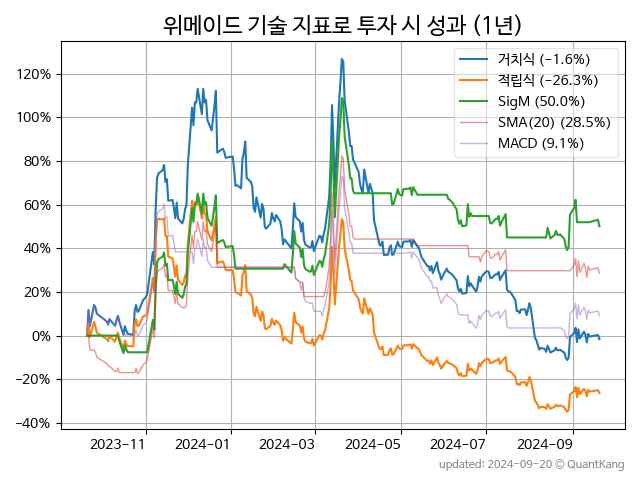 위메이드 기술 지표로 투자 시 성과 (1년)
거치식 (−1.6%)
적립식 (−26.3%)
SigM (50.0%)
SMA(20) (28.5%)
MACD (9.1%)
120%
100%
80%
60%
40%
20%
0%
−20%
−40%
2023-11
2024-01
2024-03
2024-05
2024-07
2024-09
updated: 2024-09-20 © QuantKang